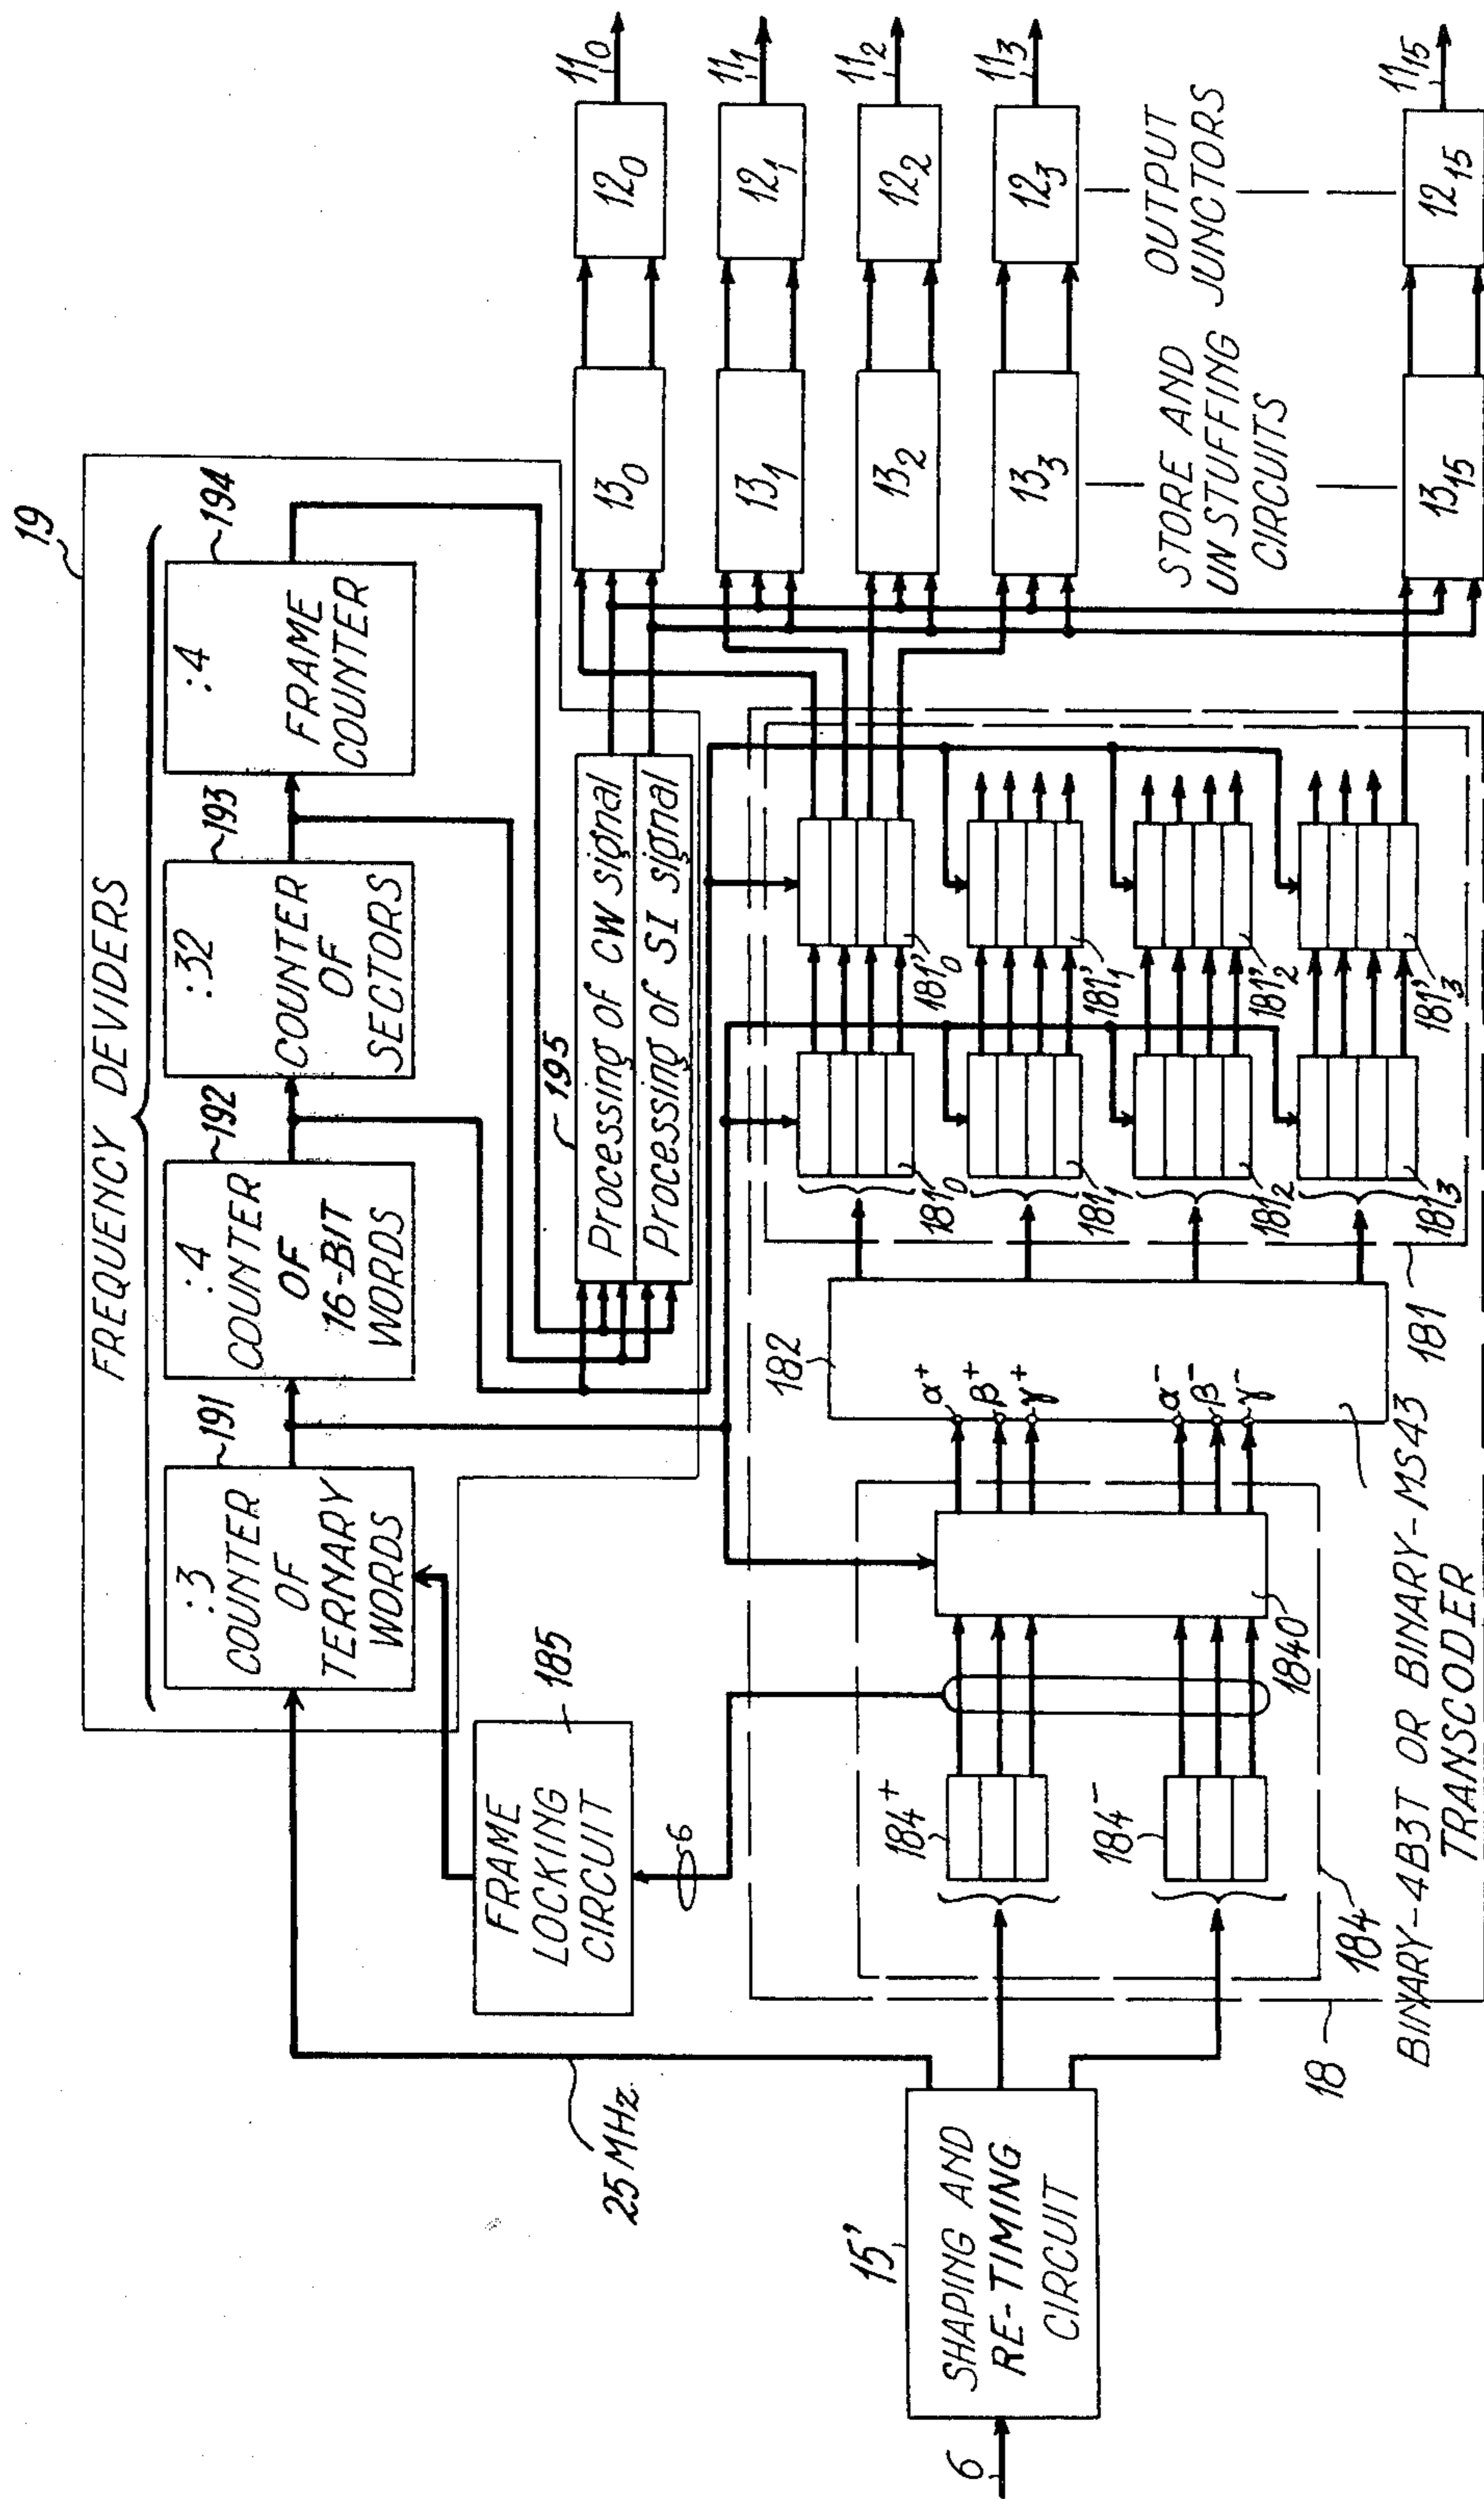 19
FREQUENCY DEVIDERS
191
:3
COUNTER
OF
TERNARY
WORDS
192
:4
COUNTER
OF
16-BIT
WORDS
193
:32
COUNTER
OF
SECTORS
194
:4
FRAME
COUNTER
195
Processing of CW signal
Processing of SI signal
25 MHz
FRAME
LOCKING
CIRCUIT
185
6
6
15'
SHAPING AND
RE-TIMING
CIRCUIT
184+
184-
1840
184
α+
β+
γ+
α-
β-
γ-
182
181₀
181₁
181₂
181₃
181'₀
181'₁
181'₂
181'₃
181
18
BINARY-4B3T OR BINARY-MS43
TRANSCODER
13₀
13₁
13₂
13₃
13₁₅
STORE AND
UNSTUFFING
CIRCUITS
12₀
12₁
12₂
12₃
12₁₅
OUTPUT
JUNCTORS
11₀
11₁
11₂
11₃
11₁₅